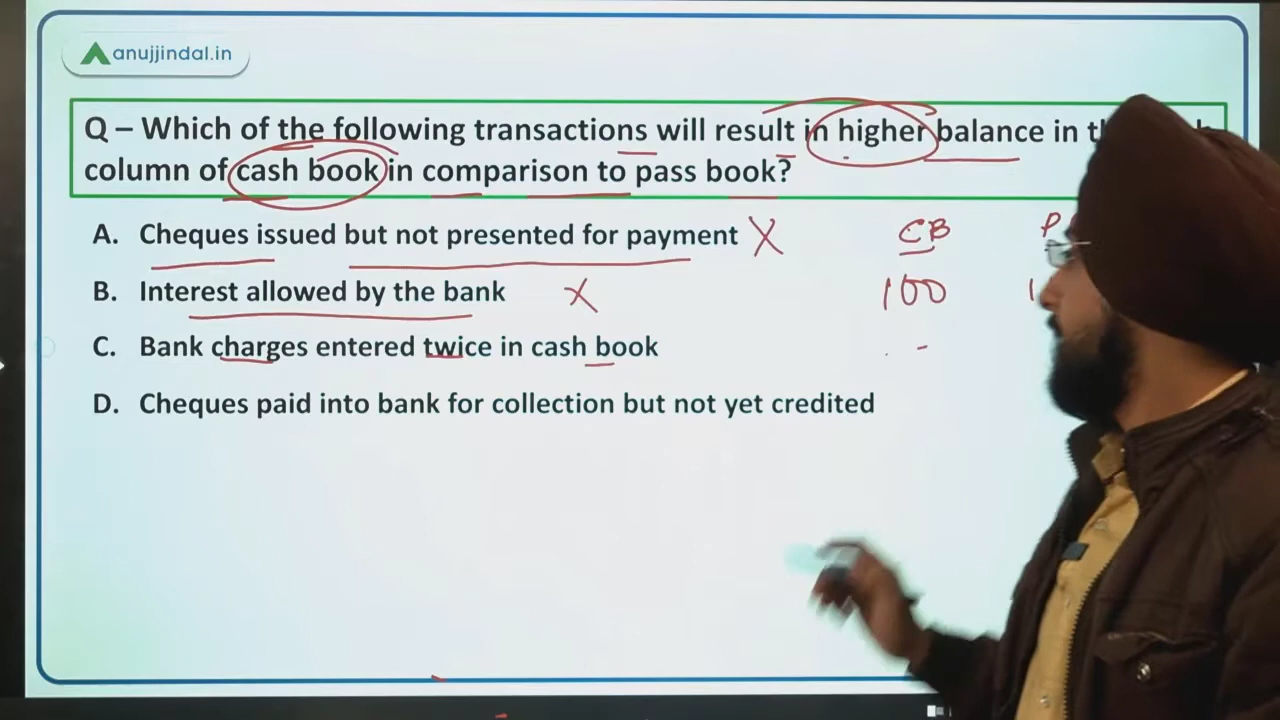 anujjindal.in
Q – Which of the following transactions will result in higher balance in
column of cash book in comparison to pass book?
A. Cheques issued but not presented for payment X CB P
B. Interest allowed by the bank X 100 1
C. Bank charges entered twice in cash book -
D. Cheques paid into bank for collection but not yet credited